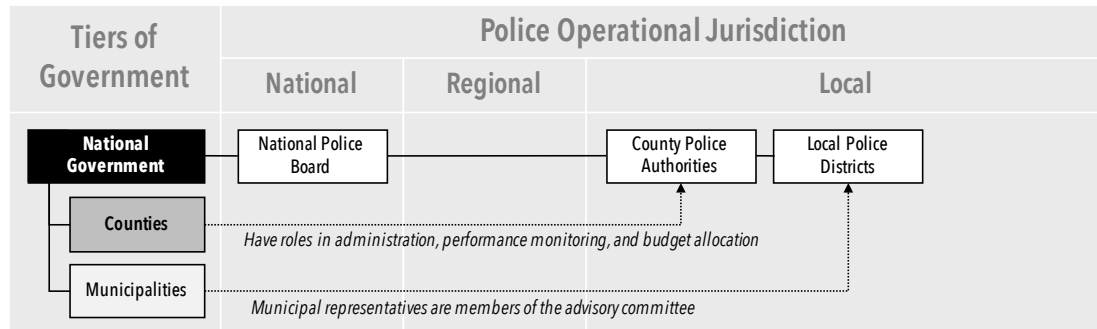 Tiers of
Government
Police Operational Jurisdiction
National
Regional
Local
National
Government
National Police
Board
County Police
Authorities
Local Police
Districts
Counties
Have roles in administration, performance monitoring, and budget allocation
Municipalities
Municipal representatives are members of the advisory committee